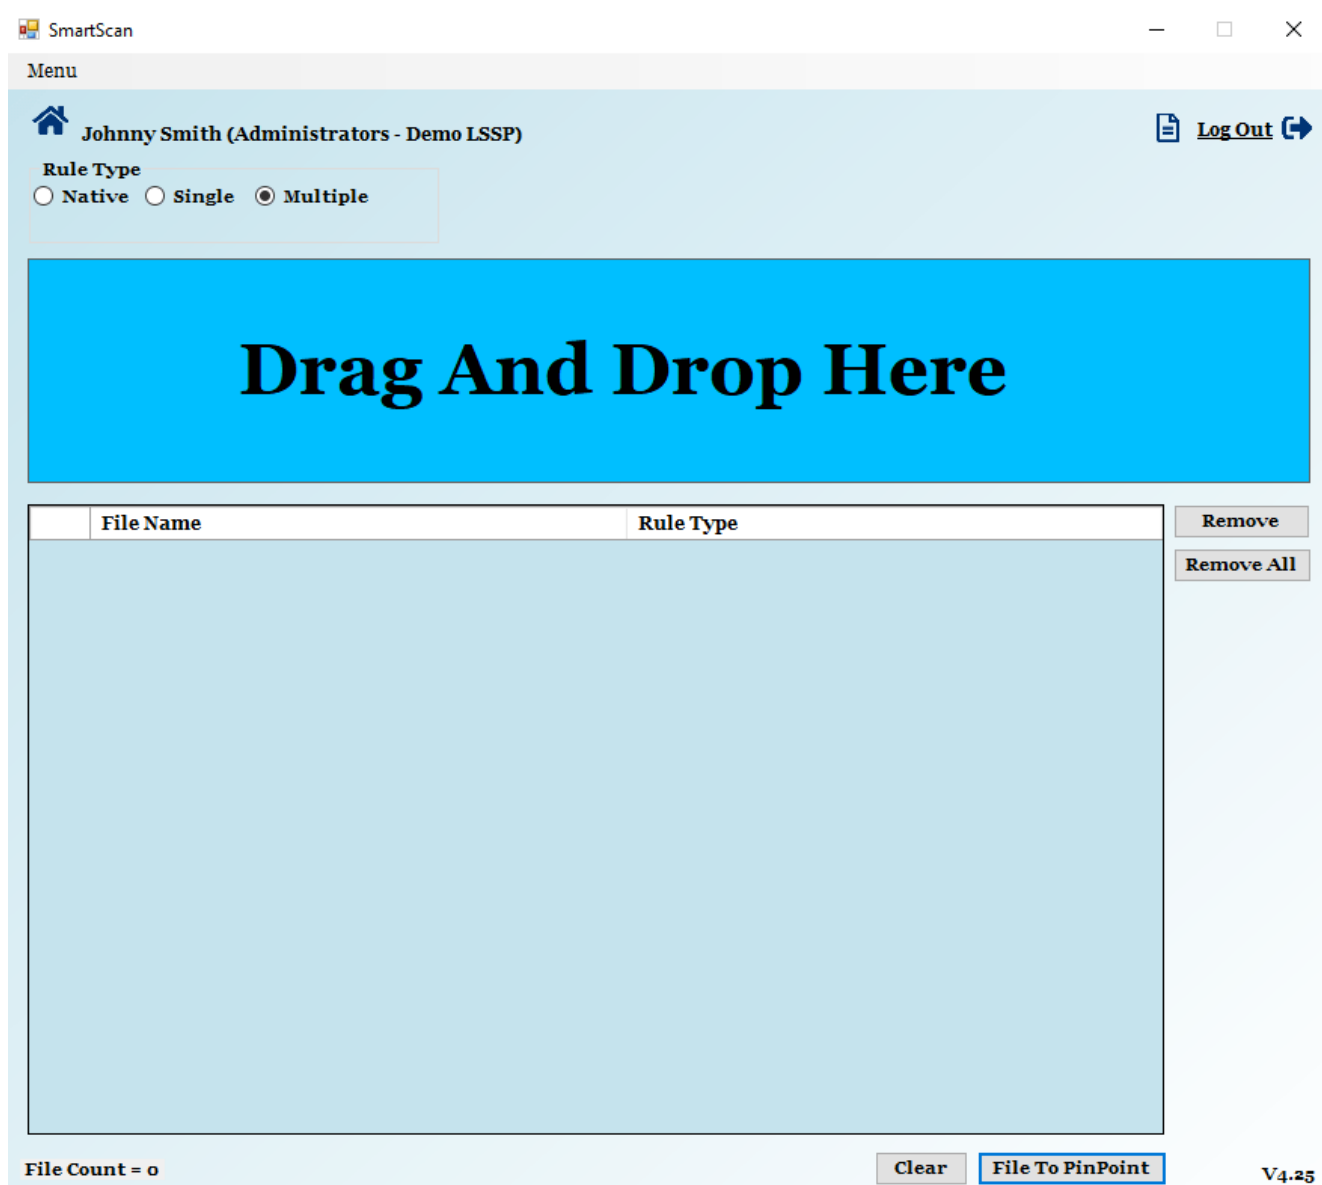 SmartScan
Menu
Johnny Smith (Administrators - Demo LSSP)
Log Out
Rule Type
Native Single Multiple
Drag And Drop Here
File Name Rule Type
Remove
Remove All
File Count = 0
Clear File To PinPoint
V4.25